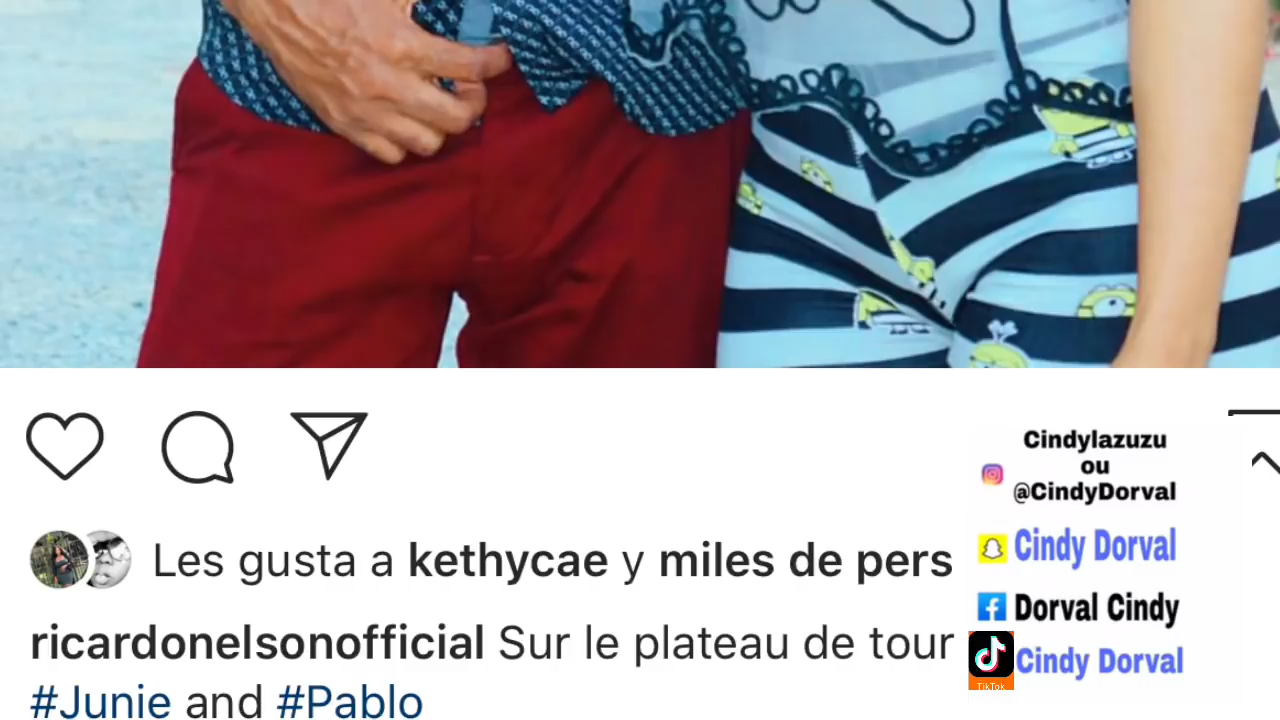 Cindylazuzu
ou
@CindyDorval
Cindy Dorval
Les gusta a kethycae y miles de pers
Dorval Cindy
ricardonelsonofficial Sur le plateau de tour
TikTok
Cindy Dorval
#Junie and #Pablo